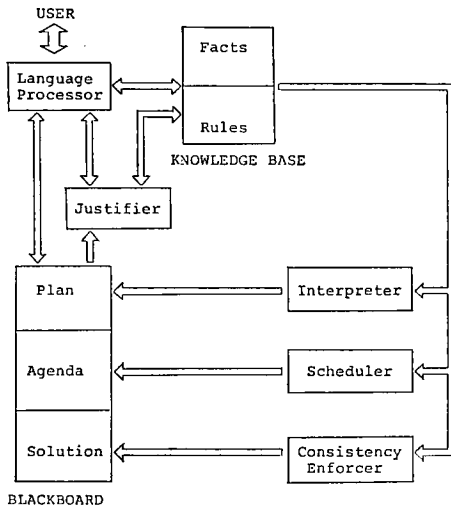 USER
Language
Processor
Facts
Rules
KNOWLEDGE BASE
Justifier
Plan
Interpreter
Agenda
Scheduler
Solution
Consistency
Enforcer
BLACKBOARD